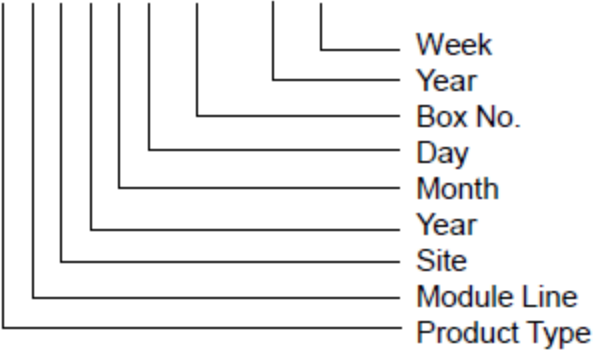 Week
Year
Box No.
Day
Month
Year
Site
Module Line
Product Type